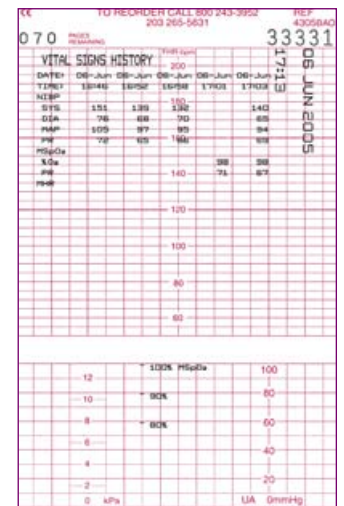 TO REORDER CALL 800 243-3952 REF
203 265-5631 4305BAO
070 PAGES REMAINING 33331
VITAL SIGNS HISTORY
FHR bpm
200
17:13 06 JUN 2005
DATE: 06-Jun 06-Jun 06-Jun 06-Jun 06-Jun
TIME: 16:46 16:52 16:58 17:01 17:03
NIBP
180
SYS 151 139 132 140
DIA 76 68 70 65
MAP 105 97 95 94
PR 72 65 66 69
MSpO₂
%O₂ 98 98
PR 140 71 67
MHR
120
100
80
60
100% MSpO₂ 100
12
10 90% 80
8 80% 60
6
40
4
2 20
0 kPa UA 0mmHg